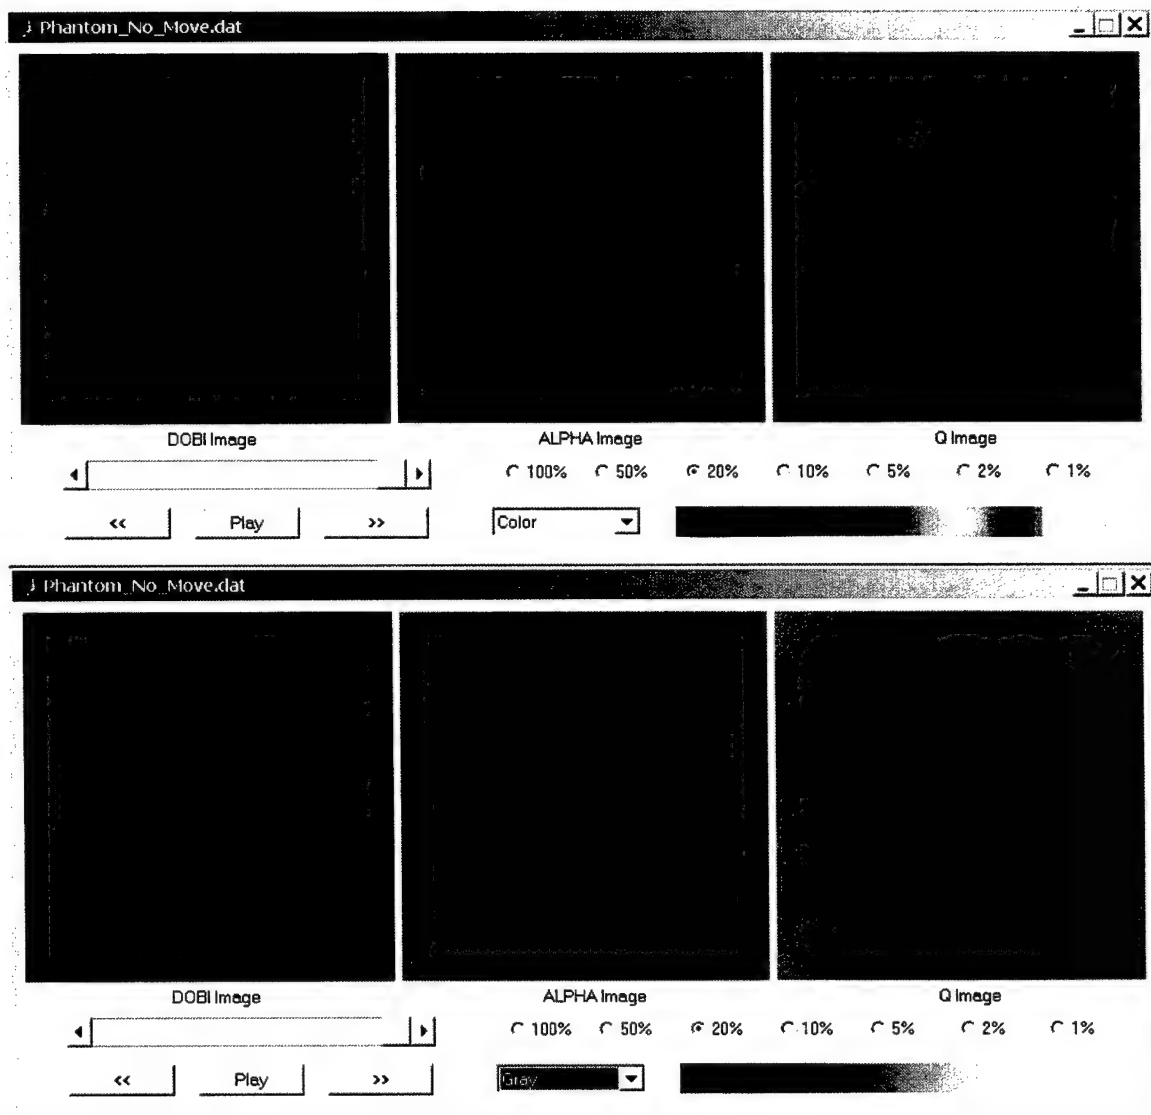 Phantom_No_Move.dat
DOBI Image ALPHA Image Q Image
100% 50% 20% 10% 5% 2% 1%
<< Play >> Color
Phantom_No_Move.dat
DOBI Image ALPHA Image Q Image
100% 50% 20% 10% 5% 2% 1%
<< Play >> Gray